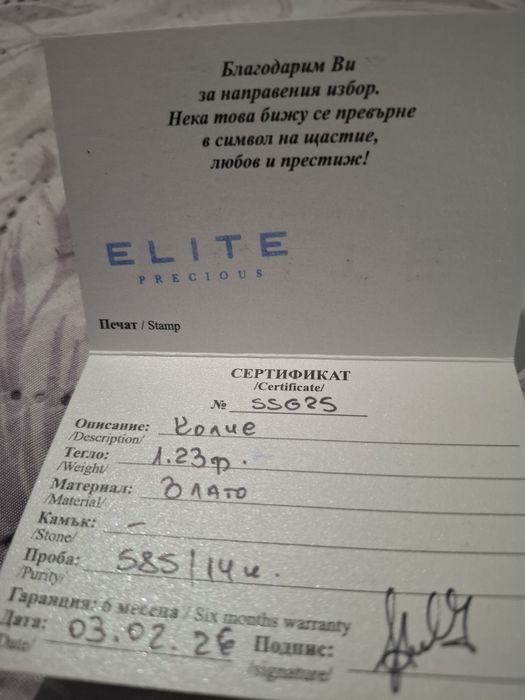 Благодарим Ви
за направения избор.
Нека това бижу се превърне
в символ на щастие,
любов и престиж!
ELITE
PRECIOUS
Печат / Stamp
СЕРТИФИКАТ
/Certificate/
№ SSG25
Описание: Колие
/Description/
Тегло: 1.23гр.
/Weight/
Материал: Злато
/Material/
Камък: –
/Stone/
Проба: 585/14к.
/Purity/
Гаранция: 6 месеца / Six months warranty
Дата: 03.02.26 Подпис:
Date/ /signature/